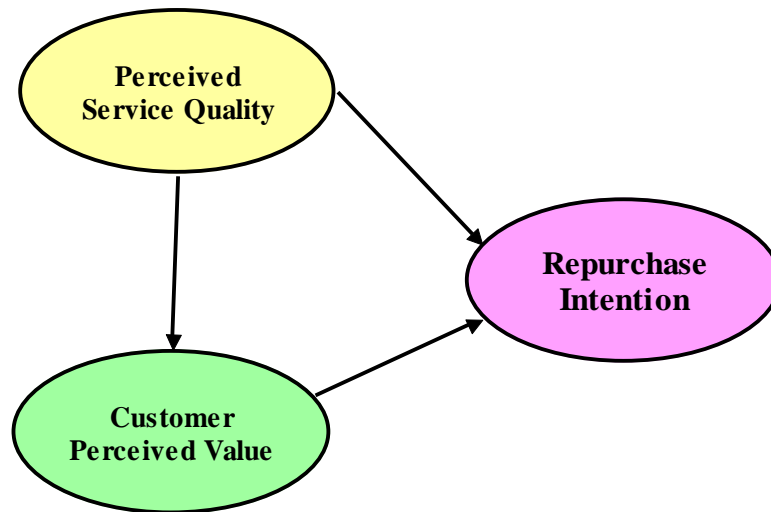 Perceived
Service Quality
Repurchase
Intention
Customer
Perceived Value